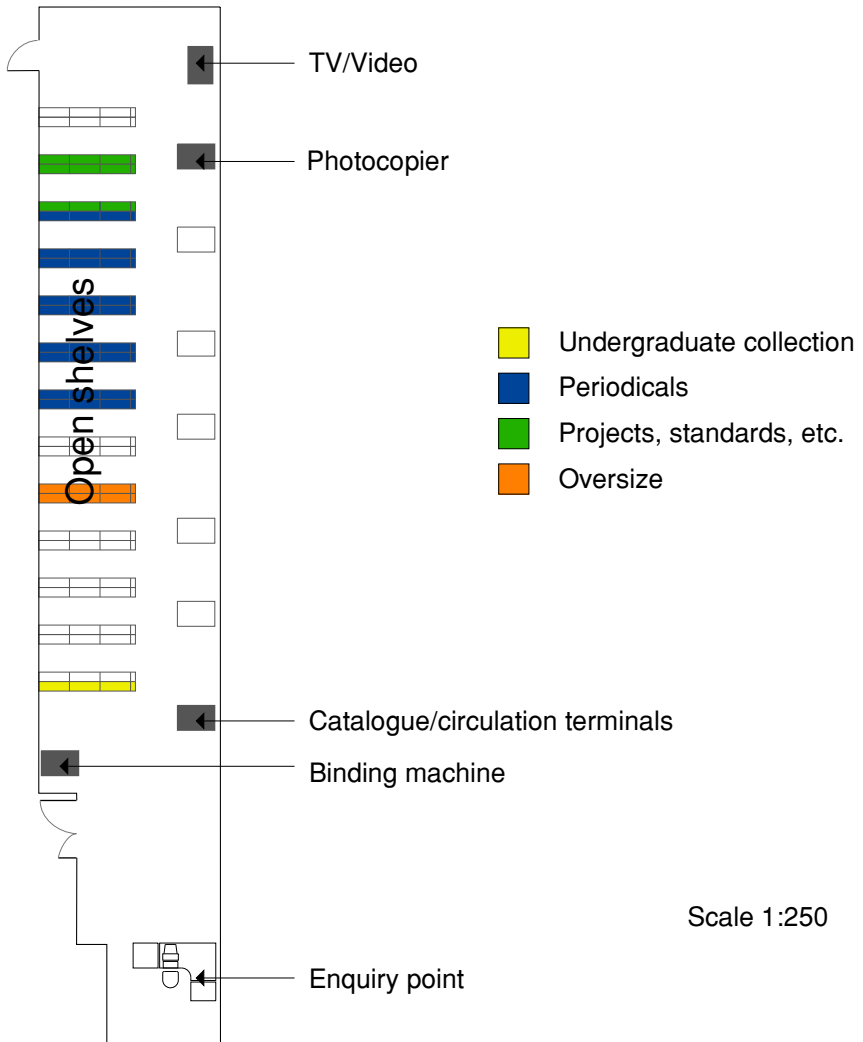 TV/Video
Photocopier
Open shelves
Undergraduate collection
Periodicals
Projects, standards, etc.
Oversize
Catalogue/circulation terminals
Binding machine
Scale 1:250
Enquiry point